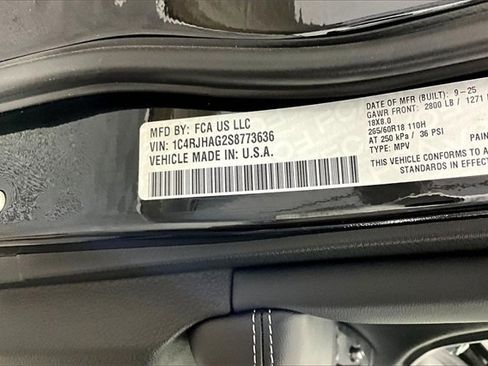 MFD BY: FCA US LLC
VIN: 1C4RJHAG2S8773636
VEHICLE MADE IN: U.S.A.
DATE OF MFR (BUILT): 9-25
GAWR FRONT: 2800 LB / 1271
18X8.0
265/60R18 110H
AT 250 kPa / 36 PSI
TYPE: MPV
PAIN
THIS VEHICLE CONFORMS TO
STANDARDS IN EFFECT